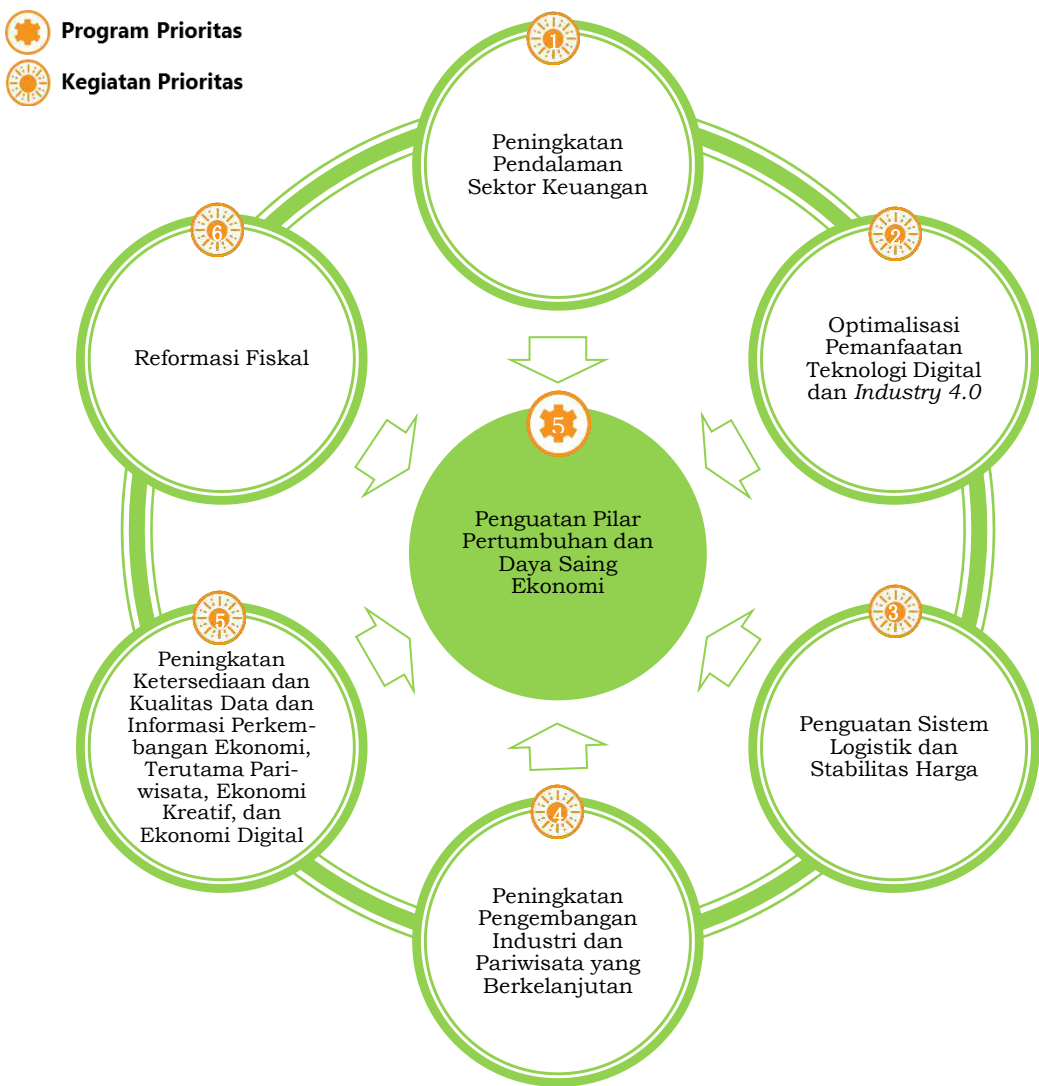 Program Prioritas
Kegiatan Prioritas
1
Peningkatan
Pendalaman
Sektor Keuangan
2
Optimalisasi
Pemanfaatan
Teknologi Digital
dan Industry 4.0
3
Penguatan Sistem
Logistik dan
Stabilitas Harga
4
Peningkatan
Pengembangan
Industri dan
Pariwisata yang
Berkelanjutan
5
Peningkatan
Ketersediaan dan
Kualitas Data dan
Informasi Perkem-
bangan Ekonomi,
Terutama Pari-
wisata, Ekonomi
Kreatif, dan
Ekonomi Digital
6
Reformasi Fiskal
5
Penguatan Pilar
Pertumbuhan dan
Daya Saing
Ekonomi